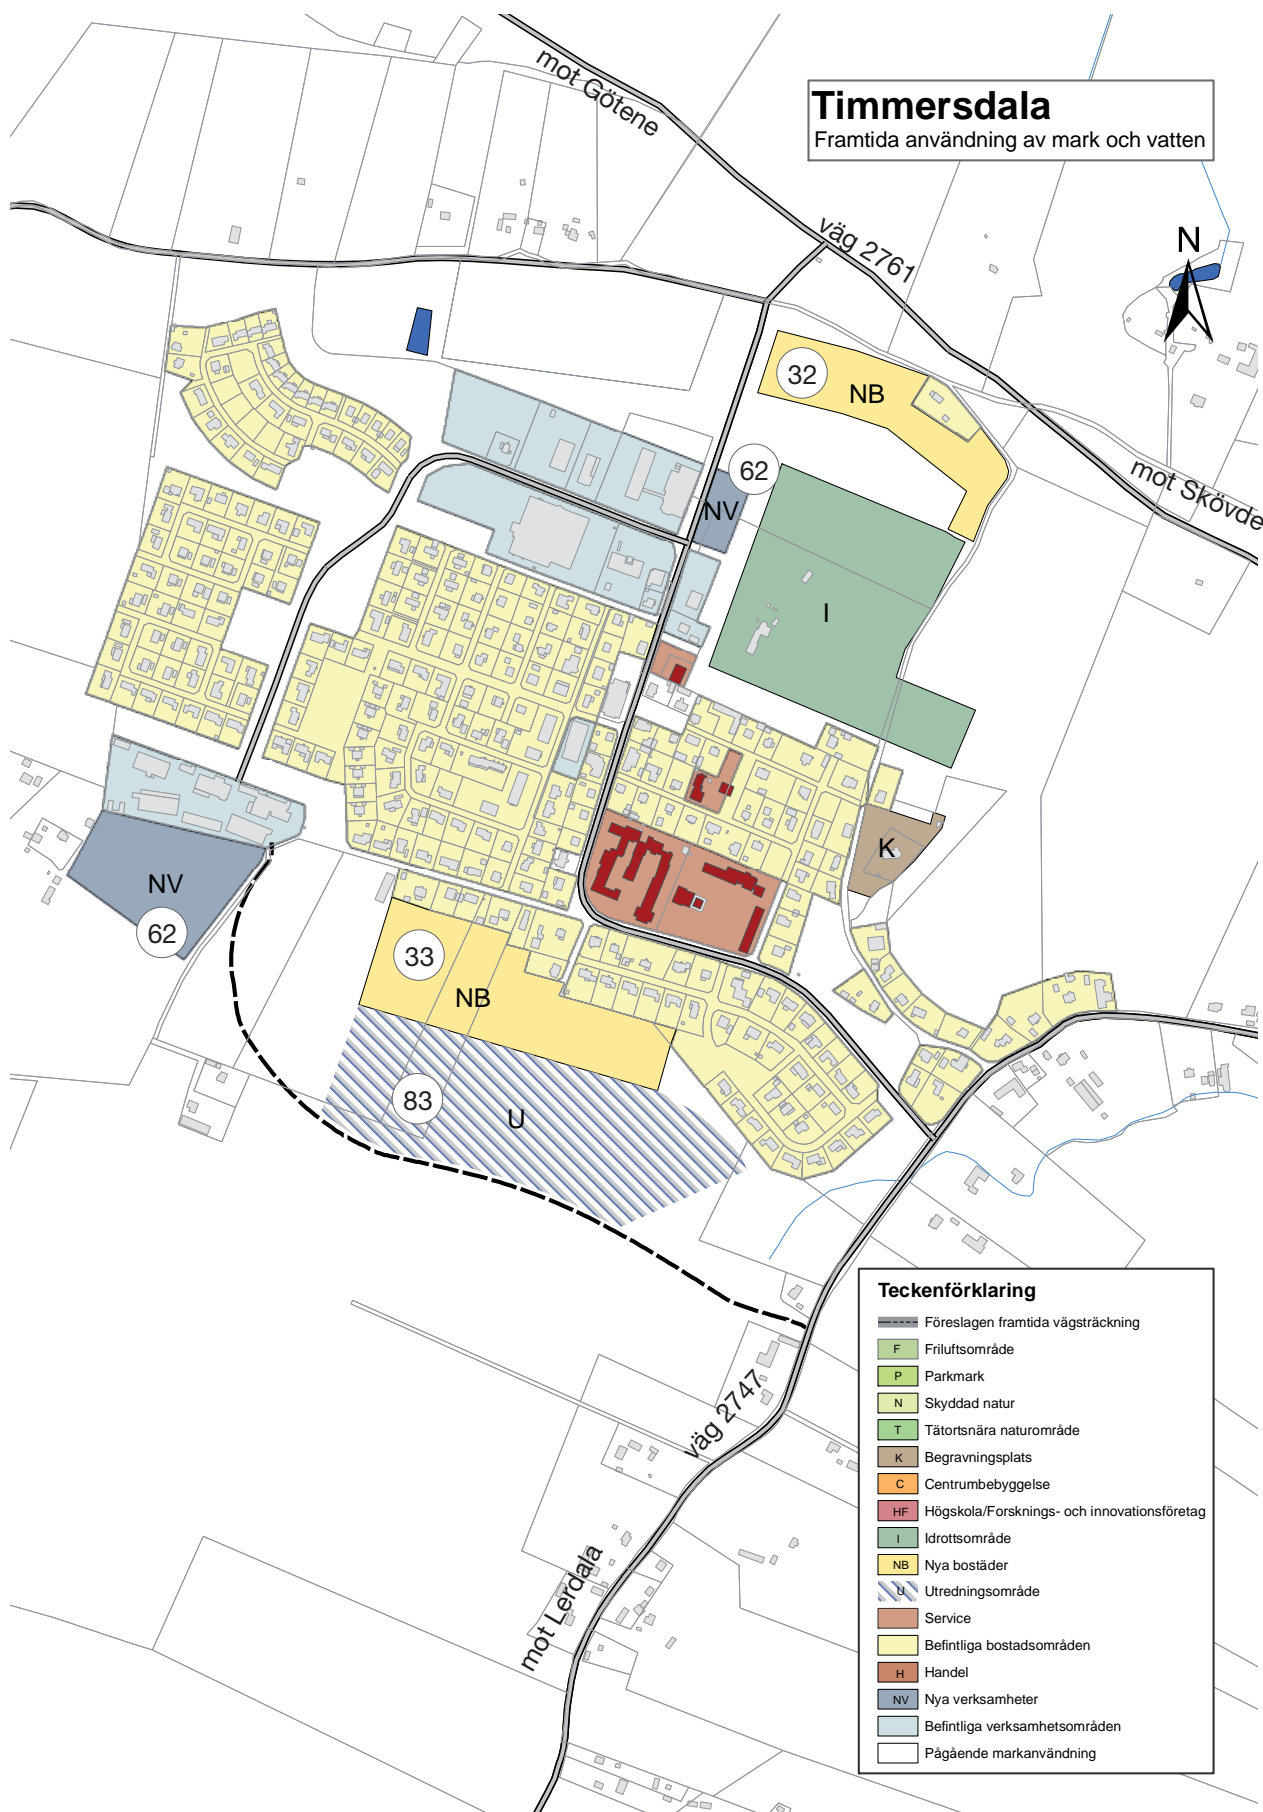 mot Götene
Timmersdala
Framtida användning av mark och vatten
väg 2761
N
32
NB
mot Skövde
62
NV
I
K
NV
62
33
NB
83
U
väg 2747
mot Lerdala
Teckenförklaring
Föreslagen framtida vägsträckning
F Friluftsområde
P Parkmark
N Skyddad natur
T Tätortsnära naturområde
K Begravningsplats
C Centrumbebyggelse
HF Högskola/Forsknings- och innovationsföretag
I Idrottsområde
NB Nya bostäder
U Utredningsområde
Service
Befintliga bostadsområden
H Handel
NV Nya verksamheter
Befintliga verksamhetsområden
Pågående markanvändning